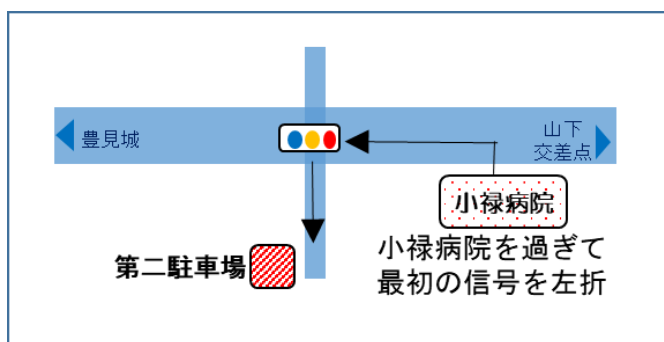 豊見城
山下
交差点
小禄病院
小禄病院を過ぎて
最初の信号を左折
第二駐車場